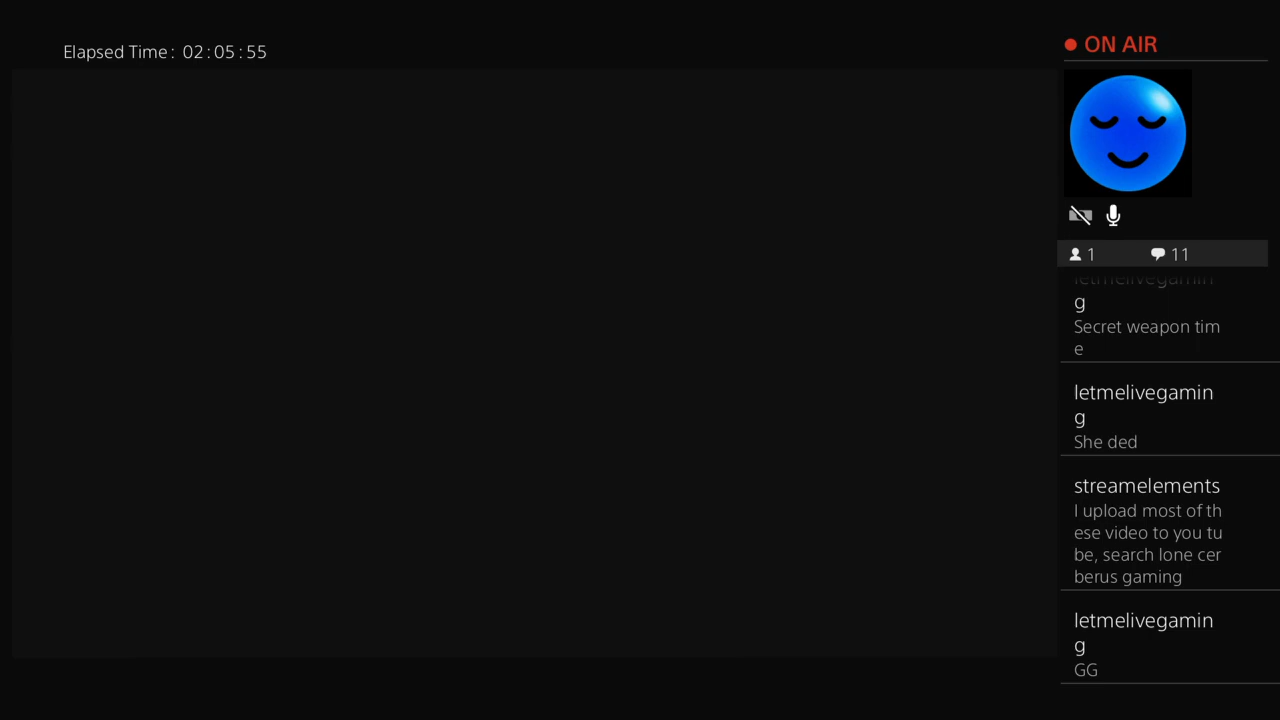 Elapsed Time: 02:05:55
ON AIR
1 11
letmelivegamin
g
Secret weapon tim
e
letmelivegamin
g
She ded
streamelements
I upload most of th
ese video to you tu
be, search lone cer
berus gaming
letmelivegamin
g
GG